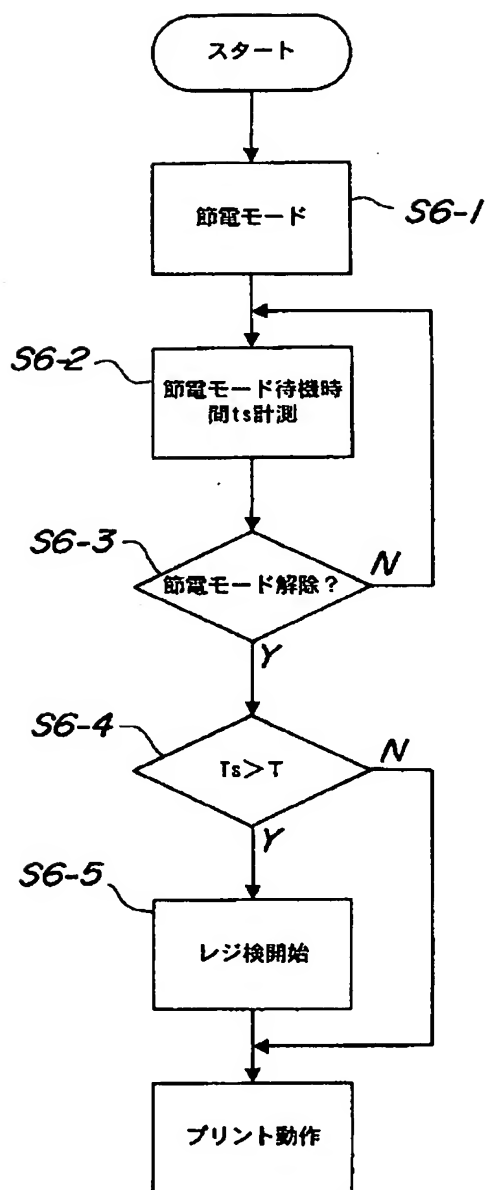 スタート
節電モード
S6-1
S6-2
節電モード待機時
間ts計測
S6-3
節電モード解除?
N
Y
S6-4
Ts>T
N
Y
S6-5
レジ検開始
プリント動作